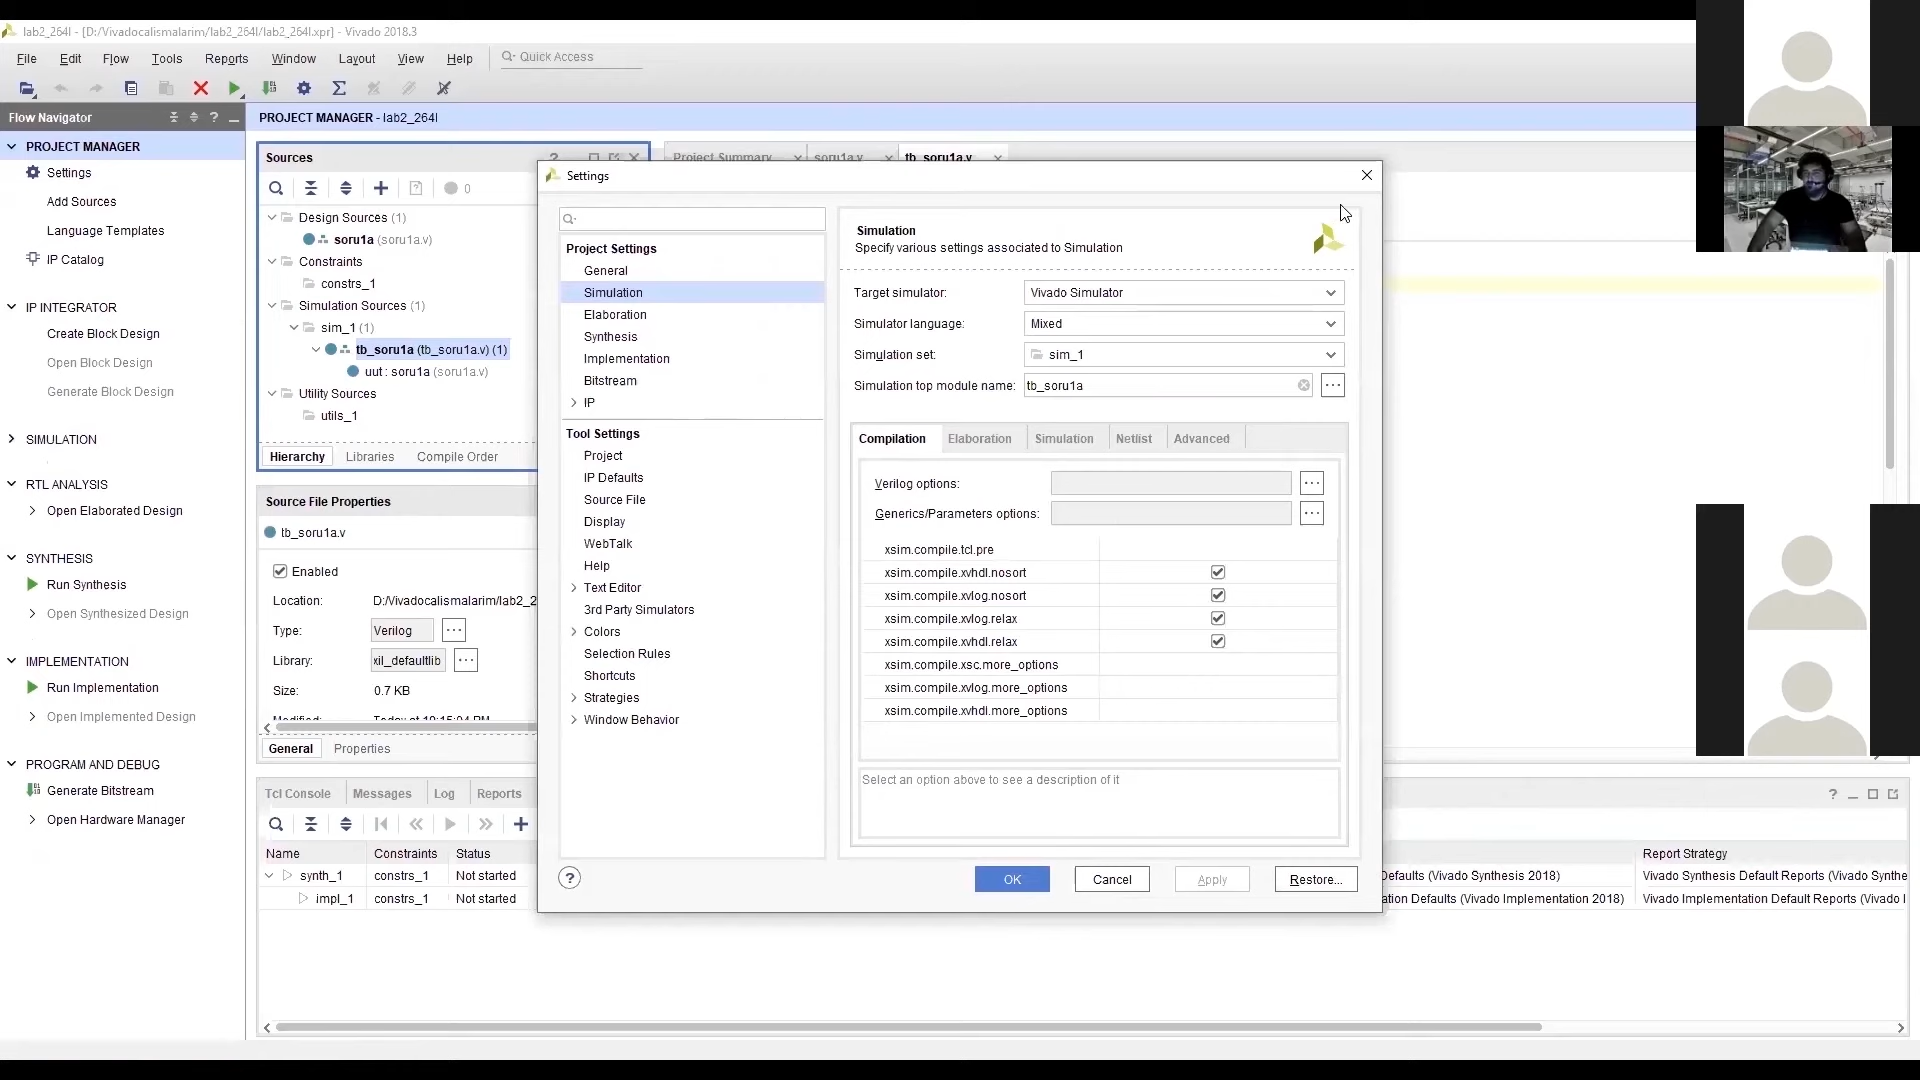 lab2_264l - [D:/Vivadocalismalarim/lab2_264l/lab2_264l.xpr] - Vivado 2018.3
File Edit Flow Tools Reports Window Layout View Help Quick Access
Flow Navigator
PROJECT MANAGER - lab2_264l
PROJECT MANAGER
Settings
Add Sources
Language Templates
IP Catalog
IP INTEGRATOR
Create Block Design
Open Block Design
Generate Block Design
SIMULATION
RTL ANALYSIS
Open Elaborated Design
SYNTHESIS
Run Synthesis
Open Synthesized Design
IMPLEMENTATION
Run Implementation
Open Implemented Design
PROGRAM AND DEBUG
Generate Bitstream
Open Hardware Manager
Sources
0
Design Sources (1)
soru1a (soru1a.v)
Constraints
constrs_1
Simulation Sources (1)
sim_1 (1)
tb_soru1a (tb_soru1a.v) (1)
uut : soru1a (soru1a.v)
Utility Sources
utils_1
Hierarchy Libraries Compile Order
Source File Properties
tb_soru1a.v
Enabled
Location: D:/Vivadocalismalarim/lab2_2
Type: Verilog
Library: xil_defaultlib
Size: 0.7 KB
Modified: Today at 10:15:04 PM
General Properties
Project Summary soru1a.v tb_soru1a.v
Settings
Project Settings
General
Simulation
Elaboration
Synthesis
Implementation
Bitstream
IP
Tool Settings
Project
IP Defaults
Source File
Display
WebTalk
Help
Text Editor
3rd Party Simulators
Colors
Selection Rules
Shortcuts
Strategies
Window Behavior
Simulation
Specify various settings associated to Simulation
Target simulator: Vivado Simulator
Simulator language: Mixed
Simulation set: sim_1
Simulation top module name: tb_soru1a
Compilation Elaboration Simulation Netlist Advanced
Verilog options:
Generics/Parameters options:
xsim.compile.tcl.pre
xsim.compile.xvhdl.nosort
xsim.compile.xvlog.nosort
xsim.compile.xvlog.relax
xsim.compile.xvhdl.relax
xsim.compile.xsc.more_options
xsim.compile.xvlog.more_options
xsim.compile.xvhdl.more_options
Select an option above to see a description of it
OK Cancel Apply Restore...
Tcl Console Messages Log Reports
Name Constraints Status Report Strategy
synth_1 constrs_1 Not started Defaults (Vivado Synthesis 2018) Vivado Synthesis Default Reports (Vivado Synthe
impl_1 constrs_1 Not started ation Defaults (Vivado Implementation 2018) Vivado Implementation Default Reports (Vivado I